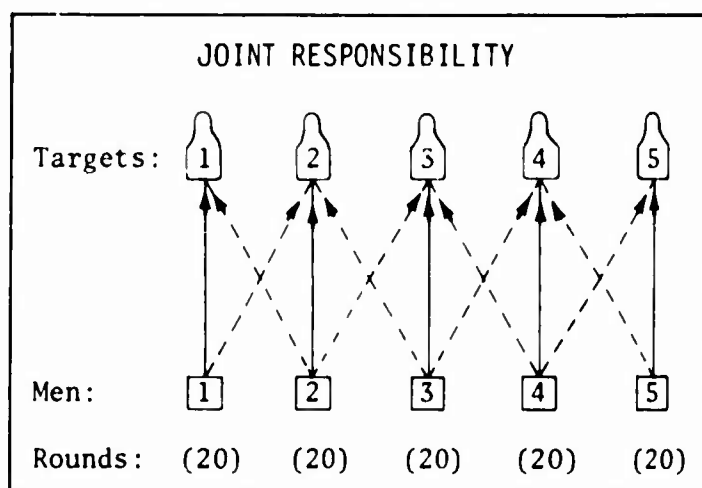 JOINT RESPONSIBILITY
Targets: 1 2 3 4 5
Men: 1 2 3 4 5
Rounds: (20) (20) (20) (20) (20)